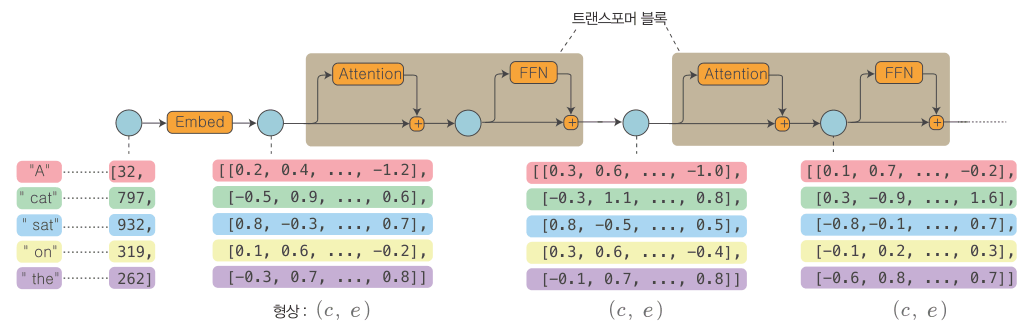 트랜스포머 블록
Attention
FFN
Attention
FFN
Embed
+
+
+
+
"A" [32, [[0.2, 0.4, ..., -1.2], [[0.3, 0.6, ..., -1.0], [[0.1, 0.7, ..., -0.2],
" cat" 797, [-0.5, 0.9, ..., 0.6], [-0.3, 1.1, ..., 0.8], [0.3, -0.9, ..., 1.6],
" sat" 932, [0.8, -0.3, ..., 0.7], [0.8, -0.5, ..., 0.5], [-0.8,-0.1, ..., 0.7],
" on" 319, [0.1, 0.6, ..., -0.2], [0.3, 0.6, ..., -0.4], [-0.1, 0.2, ..., 0.3],
" the" 262] [-0.3, 0.7, ..., 0.8]] [-0.1, 0.7, ..., 0.8]] [-0.6, 0.8, ..., 0.7]]
형상 : (c, e) (c, e) (c, e)